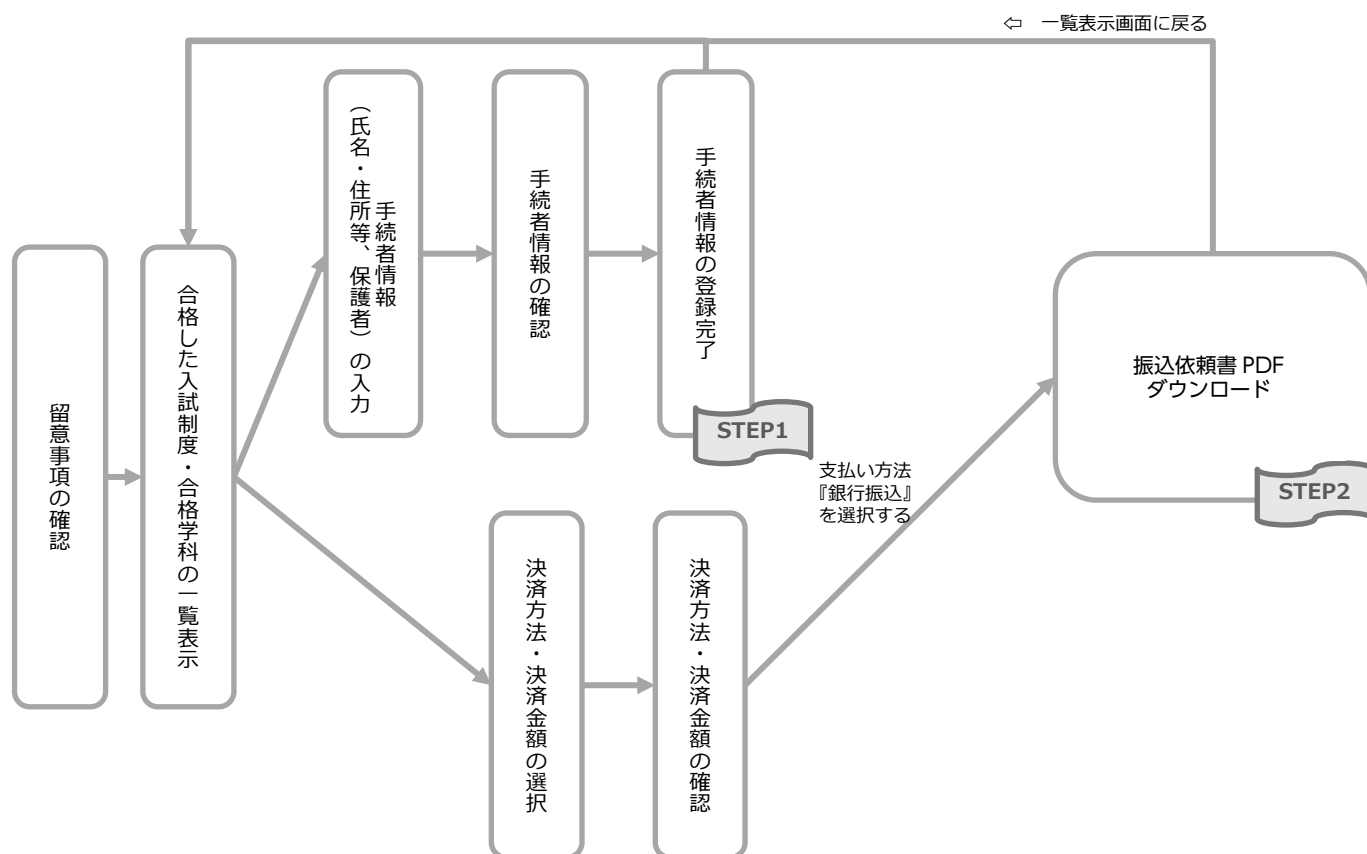 ⇦ 一覧表示画面に戻る
留意事項の確認
合格した入試制度・合格学科の一覧表示
手続者情報
（氏名・住所等、保護者）の入力
手続者情報の確認
手続者情報の登録完了
STEP1
決済方法・決済金額の選択
決済方法・決済金額の確認
支払い方法
『銀行振込』
を選択する
振込依頼書 PDF
ダウンロード
STEP2